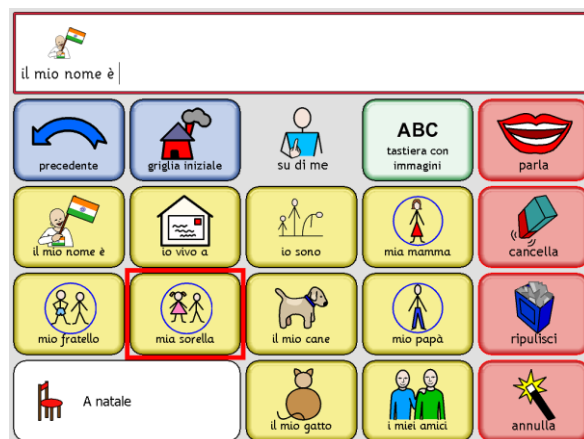 il mio nome è
precedente
griglia iniziale
su di me
ABC
tastiera con
immagini
parla
il mio nome è
io vivo a
io sono
mia mamma
cancella
mio fratello
mia sorella
il mio cane
mio papà
ripulisci
A natale
il mio gatto
i miei amici
annulla